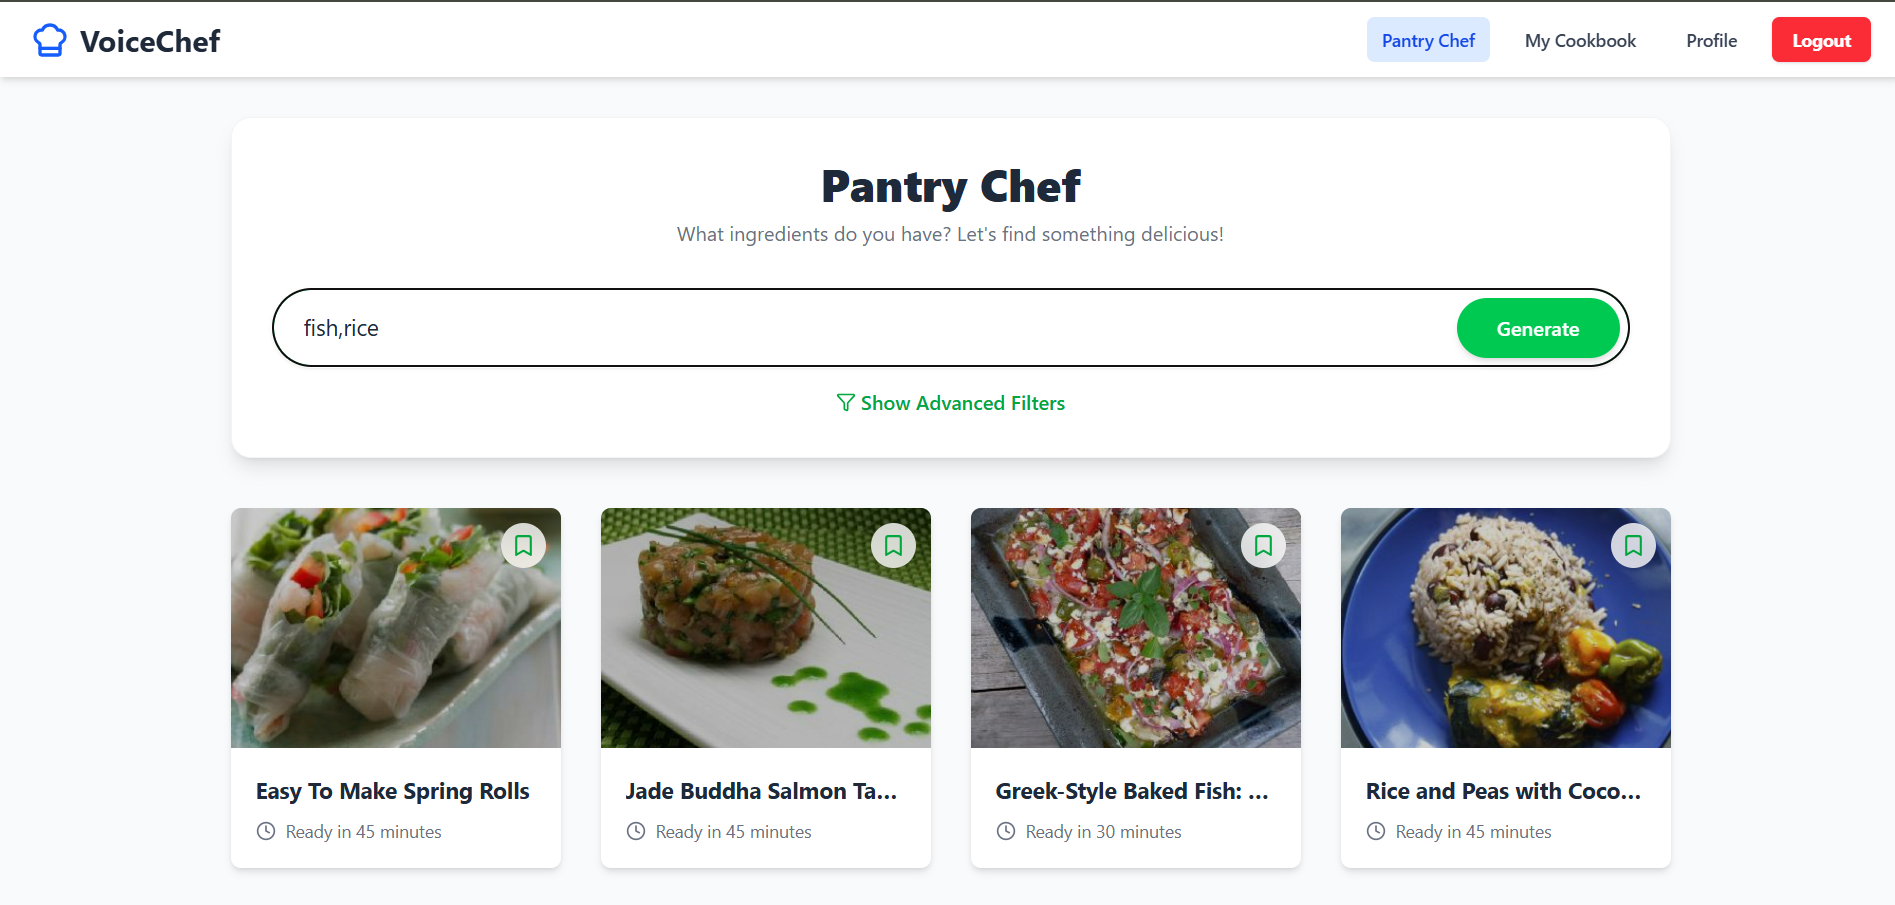 VoiceChef
Pantry Chef
My Cookbook
Profile
Logout
Pantry Chef
What ingredients do you have? Let's find something delicious!
fish,rice
Generate
Show Advanced Filters
Easy To Make Spring Rolls
Ready in 45 minutes
Jade Buddha Salmon Ta...
Ready in 45 minutes
Greek-Style Baked Fish: ...
Ready in 30 minutes
Rice and Peas with Coco...
Ready in 45 minutes